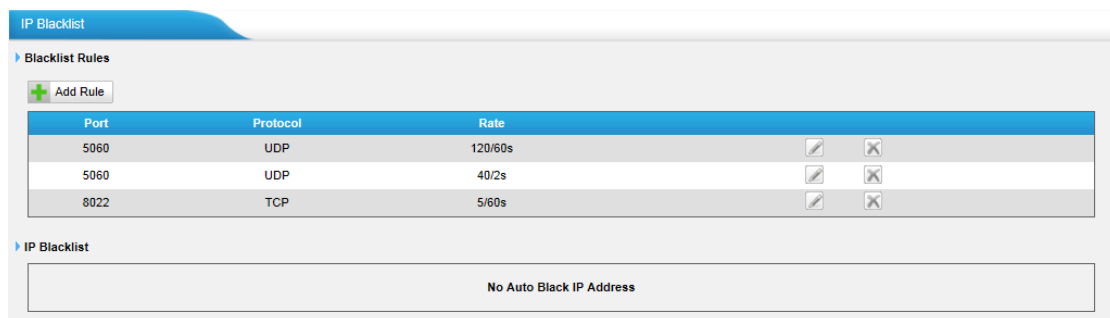 IP Blacklist
Blacklist Rules
Add Rule
Port Protocol Rate
5060 UDP 120/60s
5060 UDP 40/2s
8022 TCP 5/60s
IP Blacklist
No Auto Black IP Address